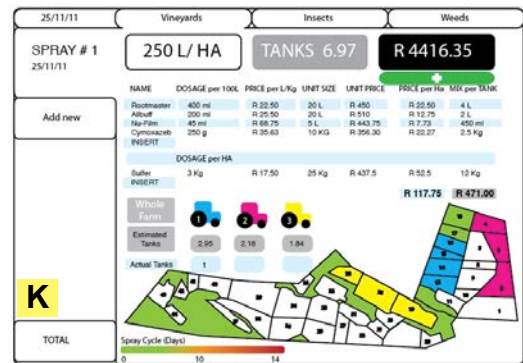 25/11/11 Vineyards Insects Weeds
SPRAY # 1
25/11/11
250 L/ HA TANKS 6.97 R 4416.35
NAME DOSAGE per 100L PRICE per L/Kg UNIT SIZE UNIT PRICE PRICE per Ha MIX per TANK
Rootmaster 400 ml R 22.50 20 L R 450 R 22.50 4 L
Allbuff 200 ml R 25.50 20 L R 510 R 12.75 2 L
Nu-Film 45 ml R 88.75 5 L R 443.75 R 7.73 450 ml
Cymoxazeb 250 g R 35.63 10 KG R 356.30 R 22.27 2.5 Kg
INSERT
Add new
DOSAGE per HA
Sulfer 3 Kg R 17.50 25 Kg R 437.5 R 52.5 12 Kg
INSERT
R 117.75 R 471.00
Whole Farm 1 2 3
Estimated Tanks 2.95 2.18 1.84
Actual Tanks 1
K
TOTAL
Spray Cycle (Days)
0 10 14